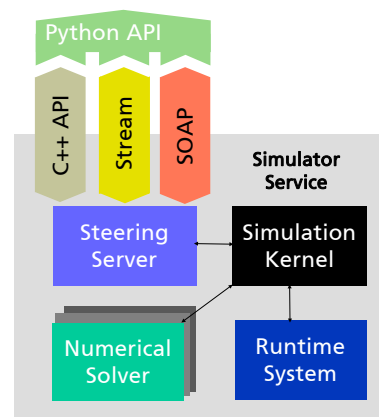 Python API
C++ API
Stream
SOAP
Simulator
Service
Steering
Server
Simulation
Kernel
Numerical
Solver
Runtime
System